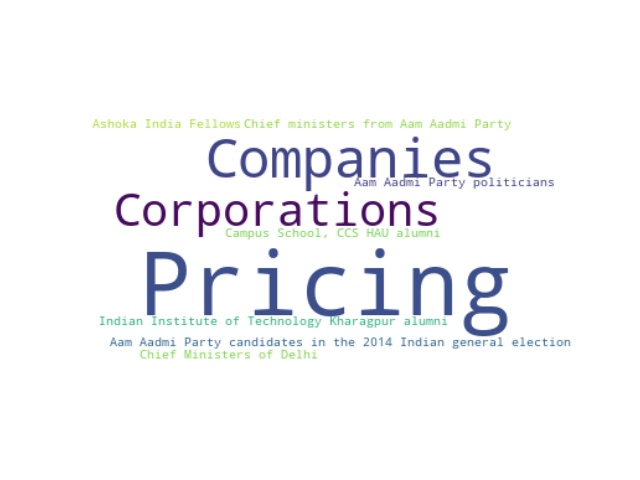 Ashoka India Fellows Chief ministers from Aam Aadmi Party
Companies
Aam Aadmi Party politicians
Corporations
Campus School, CCS HAU alumni
Pricing
Indian Institute of Technology Kharagpur alumni
Aam Aadmi Party candidates in the 2014 Indian general election
Chief Ministers of Delhi